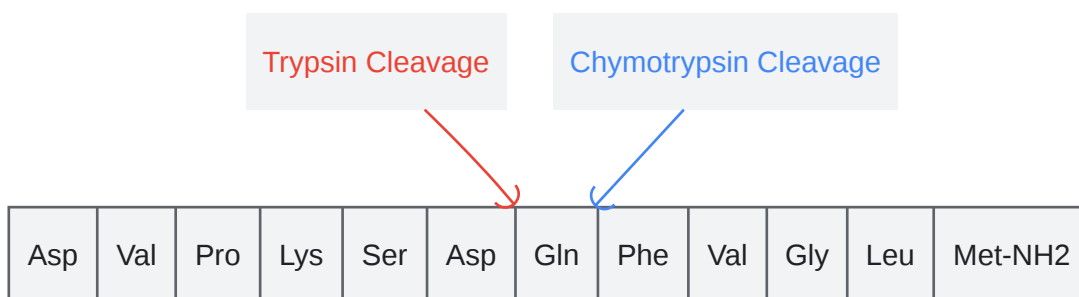 Trypsin Cleavage
Chymotrypsin Cleavage
Asp Val Pro Lys Ser Asp Gln Phe Val Gly Leu Met-NH2